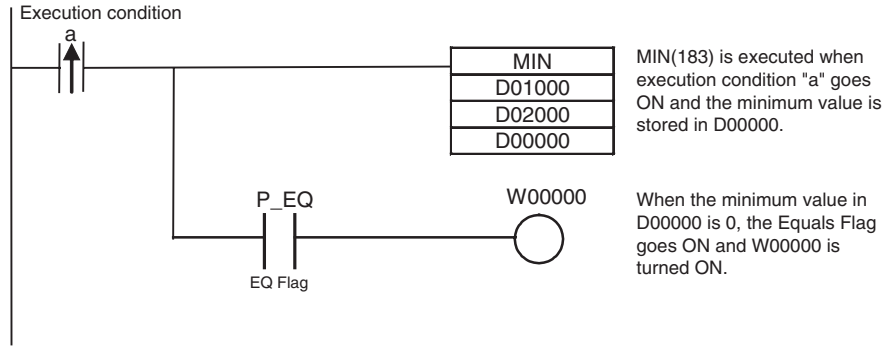 Execution condition
a
MIN
D01000
D02000
D00000
MIN(183) is executed when
execution condition "a" goes
ON and the minimum value is
stored in D00000.
P_EQ
EQ Flag
W00000
When the minimum value in
D00000 is 0, the Equals Flag
goes ON and W00000 is
turned ON.